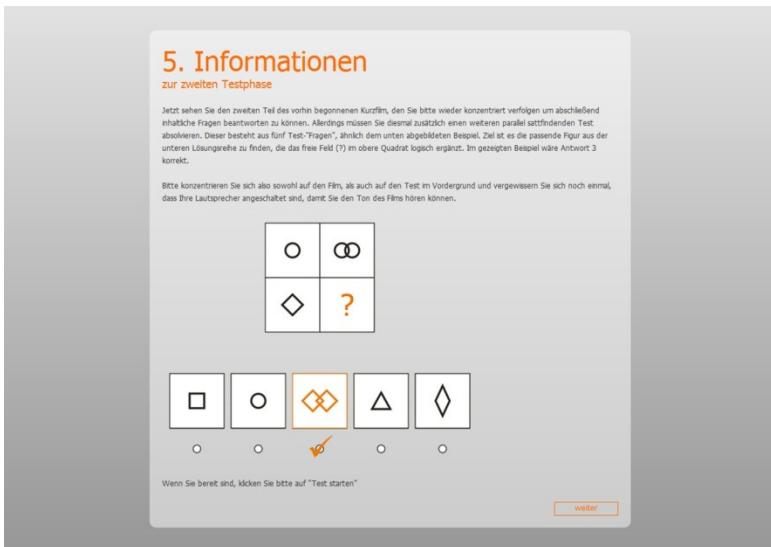 5. Informationen
zur zweiten Testphase
Jetzt sehen Sie den zweiten Teil des vorhin begonnenen Kurzfilm, den Sie bitte wieder konzentriert verfolgen um abschließend
inhaltliche Fragen beantworten zu können. Allerdings müssen Sie diesmal zusätzlich einen weiteren parallel sattfindenden Test
absolvieren. Dieser besteht aus fünf Test-"Fragen", ähnlich dem unten abgebildeten Beispiel. Ziel ist es die passende Figur aus der
unteren Lösungsreihe zu finden, die das freie Feld (?) im obere Quadrat logisch ergänzt. Im gezeigten Beispiel wäre Antwort 3
korrekt.
Bitte konzentrieren Sie sich also sowohl auf den Film, als auch auf den Test im Vordergrund und vergewissern Sie sich noch einmal,
dass Ihre Lautsprecher angeschaltet sind, damit Sie den Ton des Films hören können.
?
Wenn Sie bereit sind, klicken Sie bitte auf "Test starten"
weiter